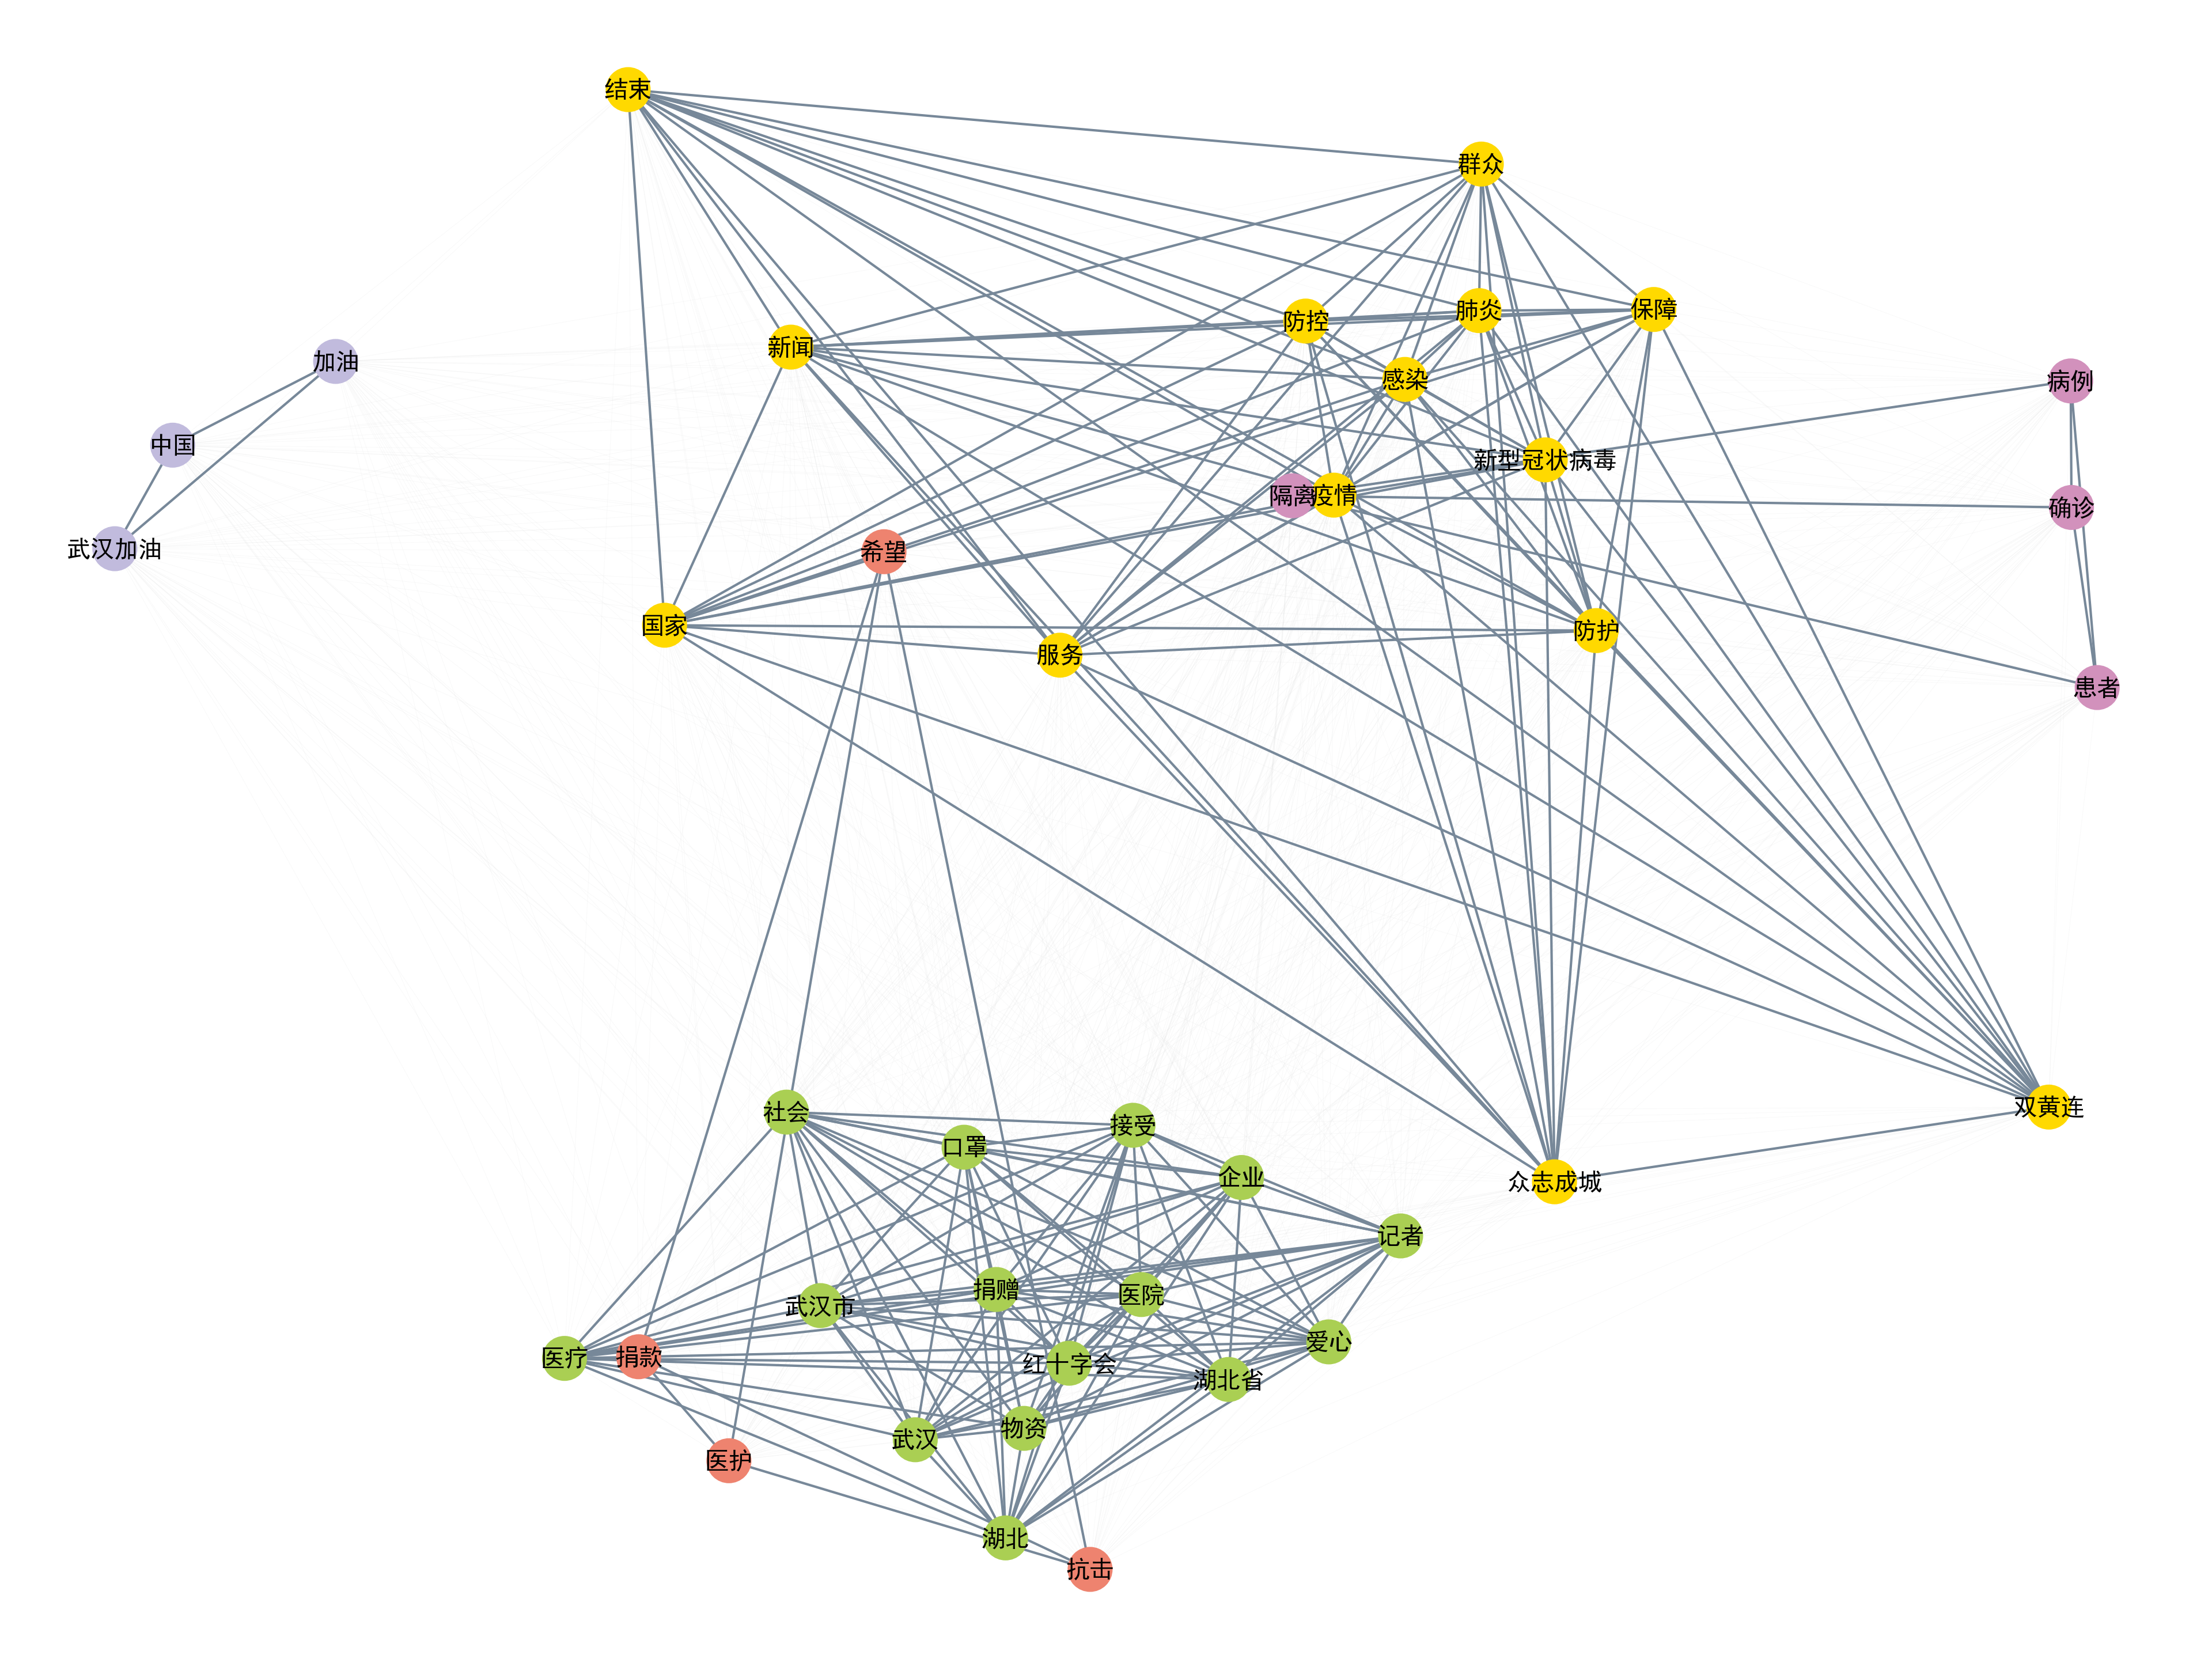 结束
群众
保障
肺炎
防控
新闻
加油
感染
病例
中国
新型冠状病毒
隔离
疫情
确诊
武汉加油
希望
国家
防护
服务
患者
双黄连
社会
接受
口罩
企业
众志成城
记者
捐赠
医院
武汉市
爱心
医疗
捐款
红十字会
湖北省
物资
武汉
医护
湖北
抗击